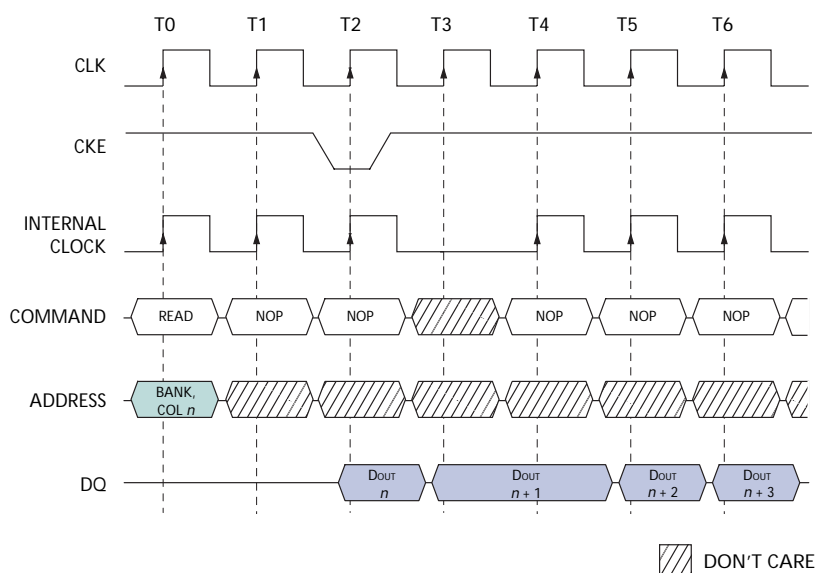 T0 T1 T2 T3 T4 T5 T6
CLK
CKE
INTERNAL
CLOCK
COMMAND READ NOP NOP NOP NOP NOP
ADDRESS BANK,
COL n
DQ DOUT DOUT DOUT DOUT
n n + 1 n + 2 n + 3
DON'T CARE